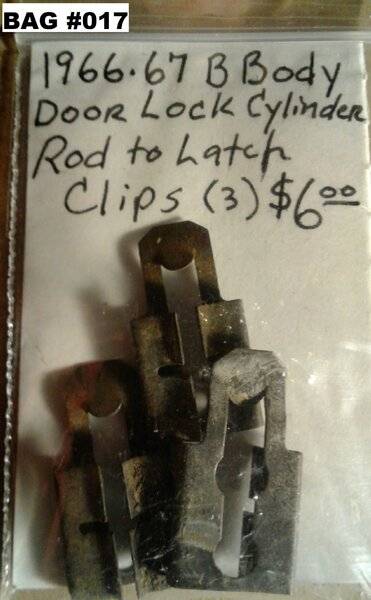 BAG #017
1966-67 B Body
Door Lock Cylinder
Rod to Latch
Clips (3) $6.00